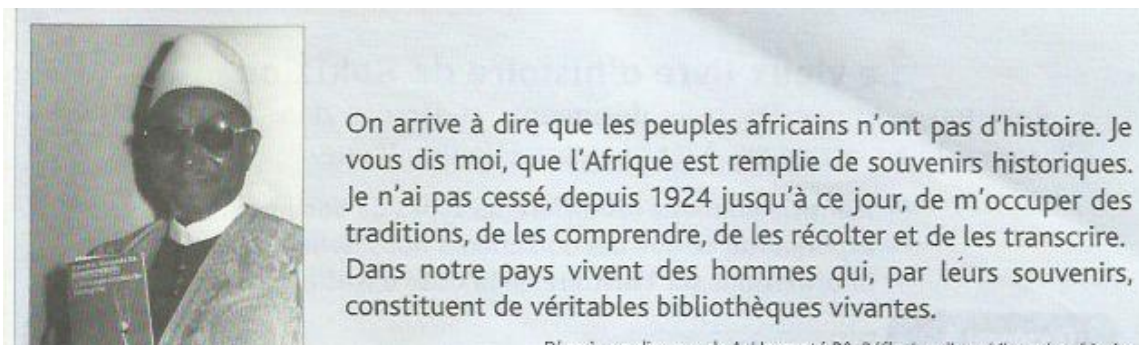 On arrive à dire que les peuples africains n'ont pas d'histoire. Je
vous dis moi, que l'Afrique est remplie de souvenirs historiques.
Je n'ai pas cessé, depuis 1924 jusqu'à ce jour, de m'occuper des
traditions, de les comprendre, de les récolter et de les transcrire.
Dans notre pays vivent des hommes qui, par leurs souvenirs,
constituent de véritables bibliothèques vivantes.